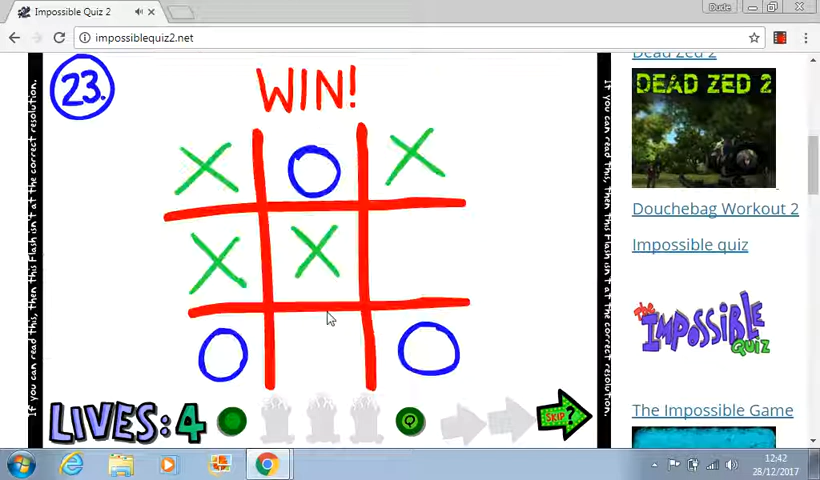 Impossible Quiz 2
Dude
impossiblequiz2.net
Dead Zed 2
DEAD ZED 2
Douchebag Workout 2
Impossible quiz
THE IMPOSSIBLE QUIZ
The Impossible Game
If you can read this, then this Flash isn't at the correct resolution.
23.
WIN!
X O X
X X
O O
LIVES: 4
SKIP?
If you can read this, then this Flash isn't at the correct resolution.
12:42
28/12/2017